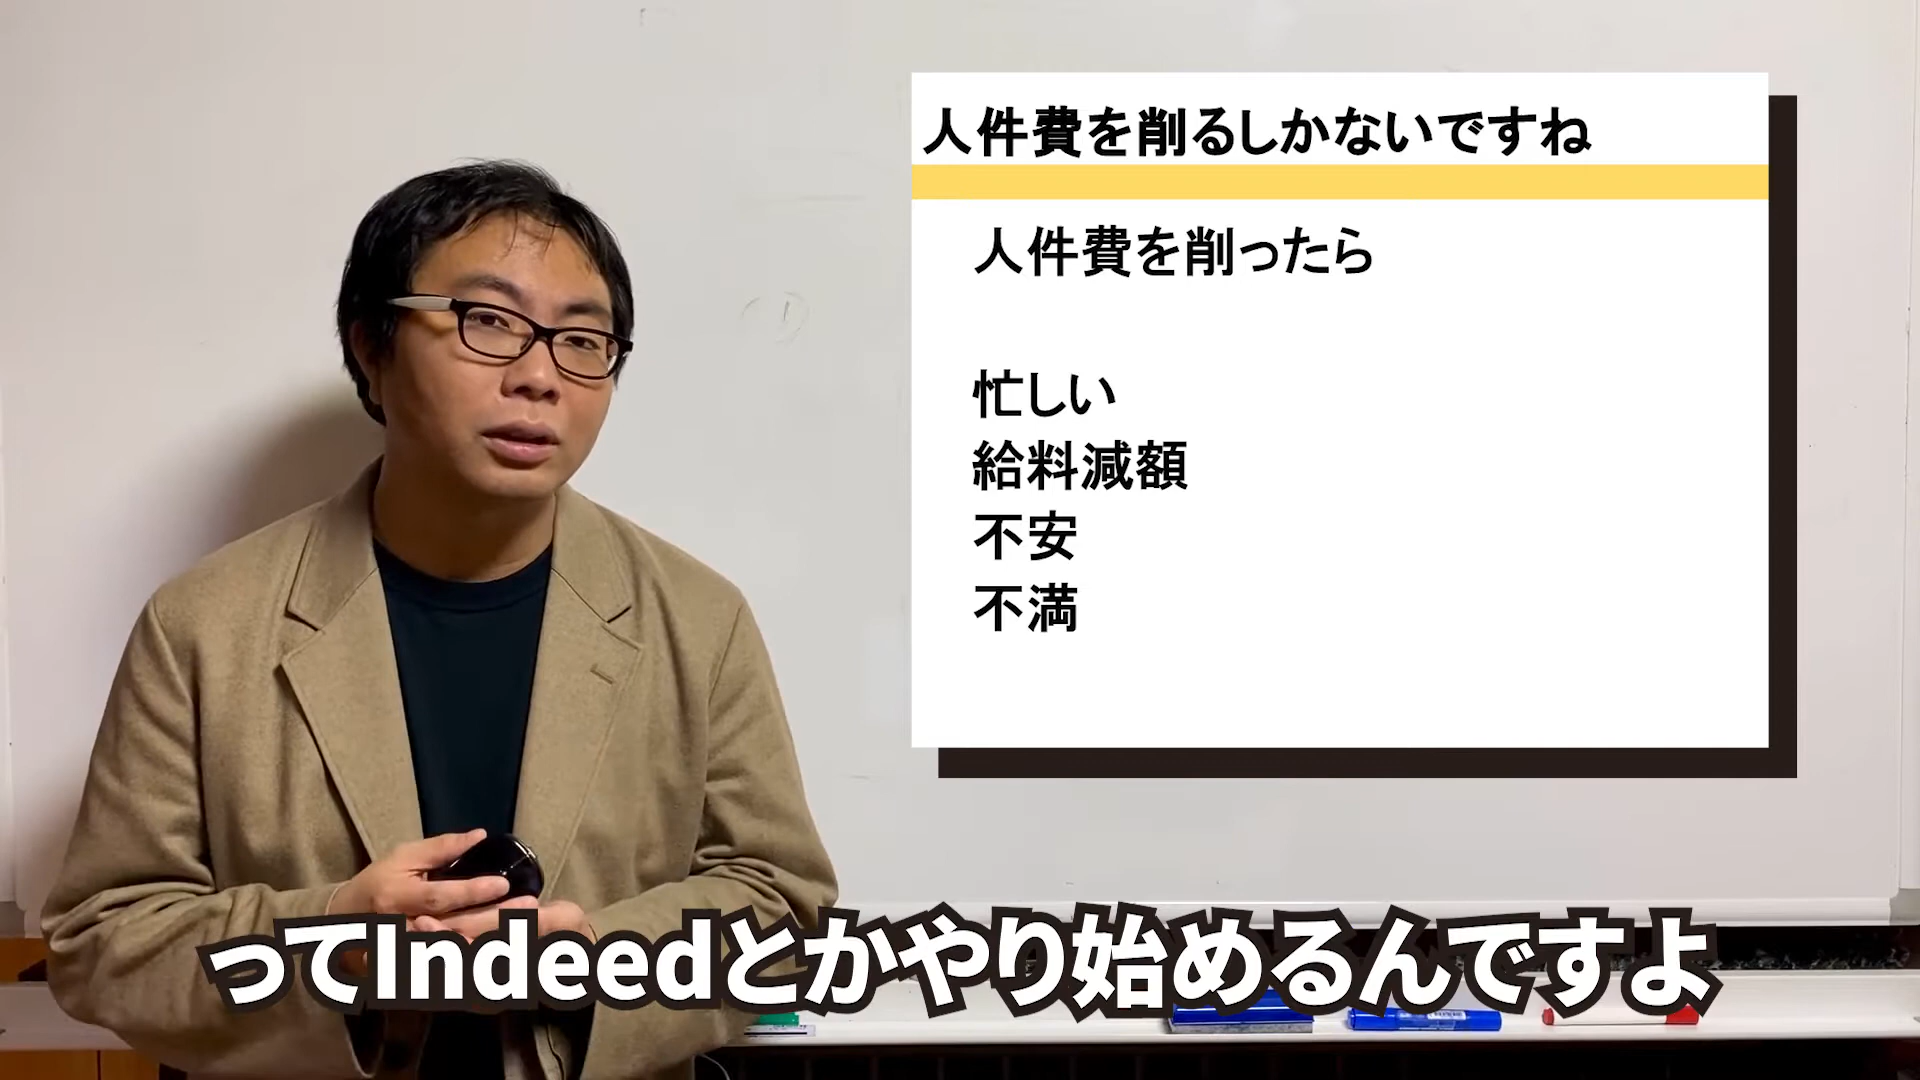 人件費を削るしかないですね
人件費を削ったら
忙しい
給料減額
不安
不満
ってIndeedとかやり始めるんですよ